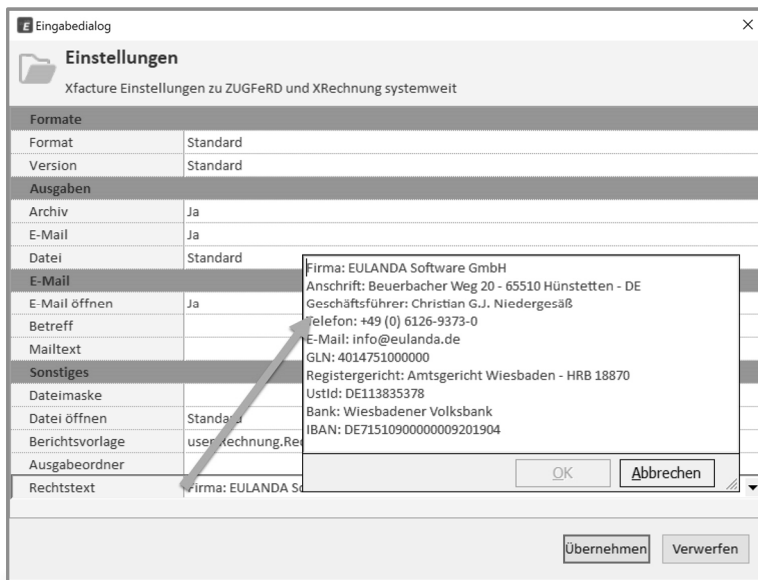 Eingabedialog
Einstellungen
Xfacture Einstellungen zu ZUGFeRD und XRechnung systemweit
Formate
Format Standard
Version Standard
Ausgaben
Archiv Ja
E-Mail Ja
Datei Standard
E-Mail
E-Mail öffnen Ja
Betreff
Mailtext
Sonstiges
Dateimaske
Datei öffnen Standard
Berichtsvorlage
Ausgabeordner
Rechtstext Firma: EULANDA
Firma: EULANDA Software GmbH
Anschrift: Beuerbacher Weg 20 - 65510 Hünstetten - DE
Geschäftsführer: Christian G.J. Niedergesäß
Telefon: +49 (0) 6126-9373-0
E-Mail: info@eulanda.de
GLN: 4014751000000
Registergericht: Amtsgericht Wiesbaden - HRB 18870
UstId: DE113835378
Bank: Wiesbadener Volksbank
IBAN: DE71510900000009201904
OK Abbrechen
Übernehmen Verwerfen